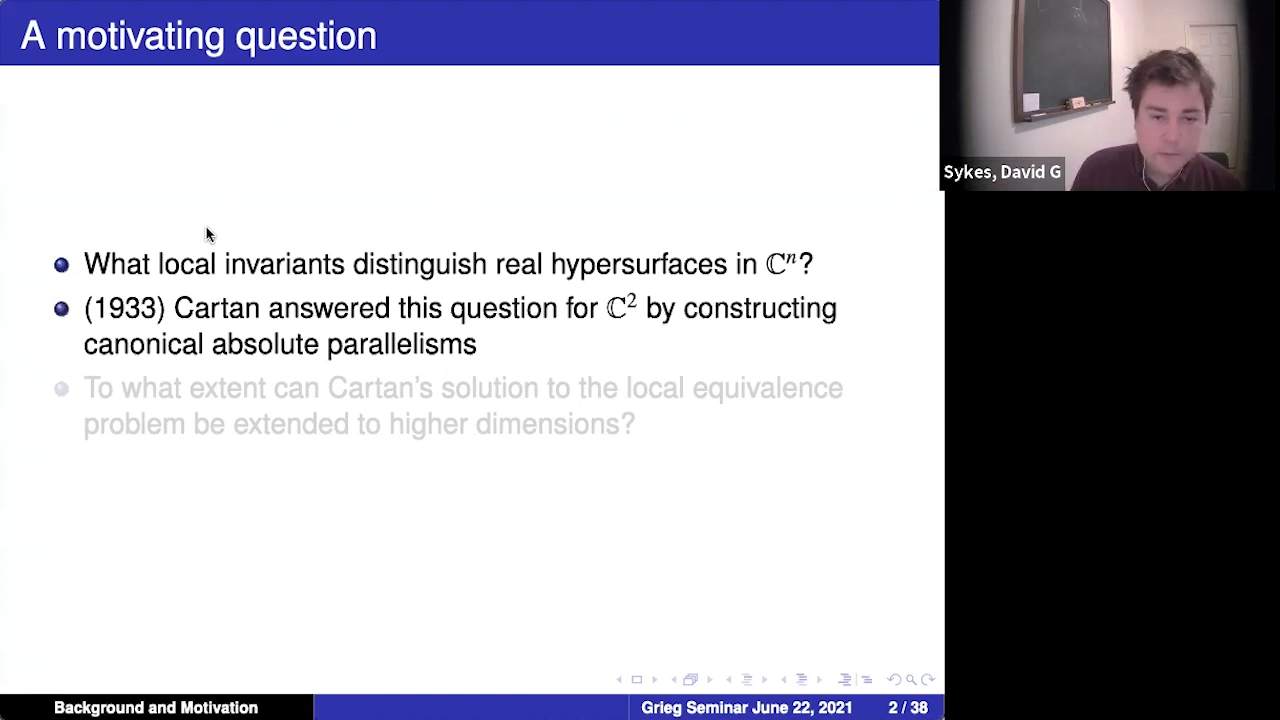 A motivating question
What local invariants distinguish real hypersurfaces in ℂⁿ?
(1933) Cartan answered this question for ℂ² by constructing
canonical absolute parallelisms
To what extent can Cartan's solution to the local equivalence
problem be extended to higher dimensions?
Background and Motivation
Grieg Seminar June 22, 2021
2 / 38
Sykes, David G